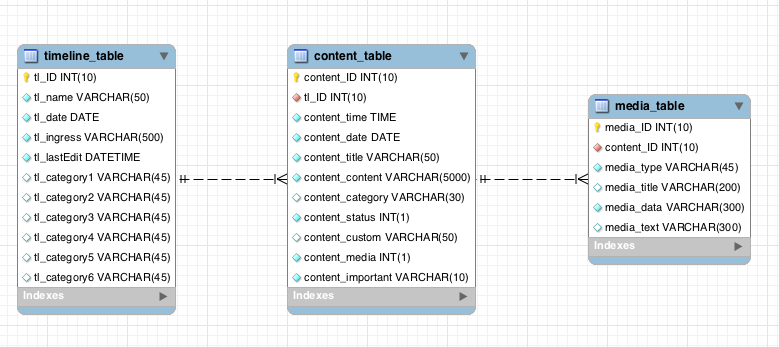 timeline_table
tl_ID INT(10)
tl_name VARCHAR(50)
tl_date DATE
tl_ingress VARCHAR(500)
tl_lastEdit DATETIME
tl_category1 VARCHAR(45)
tl_category2 VARCHAR(45)
tl_category3 VARCHAR(45)
tl_category4 VARCHAR(45)
tl_category5 VARCHAR(45)
tl_category6 VARCHAR(45)
Indexes
content_table
content_ID INT(10)
tl_ID INT(10)
content_time TIME
content_date DATE
content_title VARCHAR(50)
content_content VARCHAR(5000)
content_category VARCHAR(30)
content_status INT(1)
content_custom VARCHAR(50)
content_media INT(1)
content_important VARCHAR(10)
Indexes
media_table
media_ID INT(10)
content_ID INT(10)
media_type VARCHAR(45)
media_title VARCHAR(200)
media_data VARCHAR(300)
media_text VARCHAR(300)
Indexes